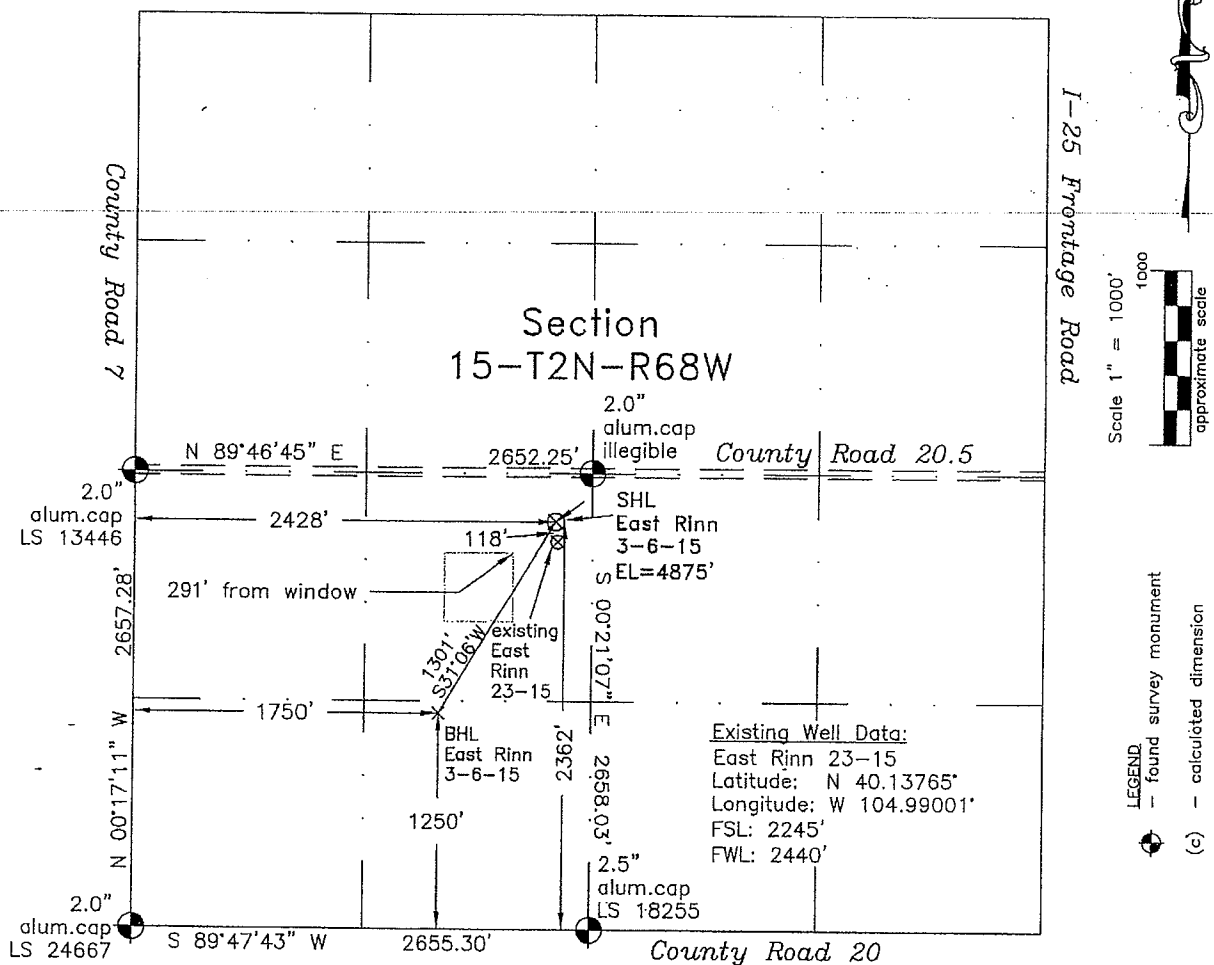 County Road 7
I-25 Frontage Road
Scale 1" = 1000'
1000
approximate scale
Section
15-T2N-R68W
2.0"
alum.cap
illegible
N 89°46'45" E
2652.25'
County Road 20.5
2.0"
alum.cap
LS 13446
2428'
118'
SHL
East Rinn
3-6-15
EL=4875'
291' from window
2657.28'
N 00°17'11" W
1301'
S31°06'W
existing
East
Rinn
23-15
S 00°21'07" E 2658.03'
1750'
BHL
East Rinn
3-6-15
2362'
1250'
Existing Well Data:
East Rinn 23-15
Latitude: N 40.13765°
Longitude: W 104.99001°
FSL: 2245'
FWL: 2440'
LEGEND
- found survey monument
(c) - calculated dimension
2.0"
alum.cap
LS 24667
S 89°47'43" W
2655.30'
2.5"
alum.cap
LS 18255
County Road 20